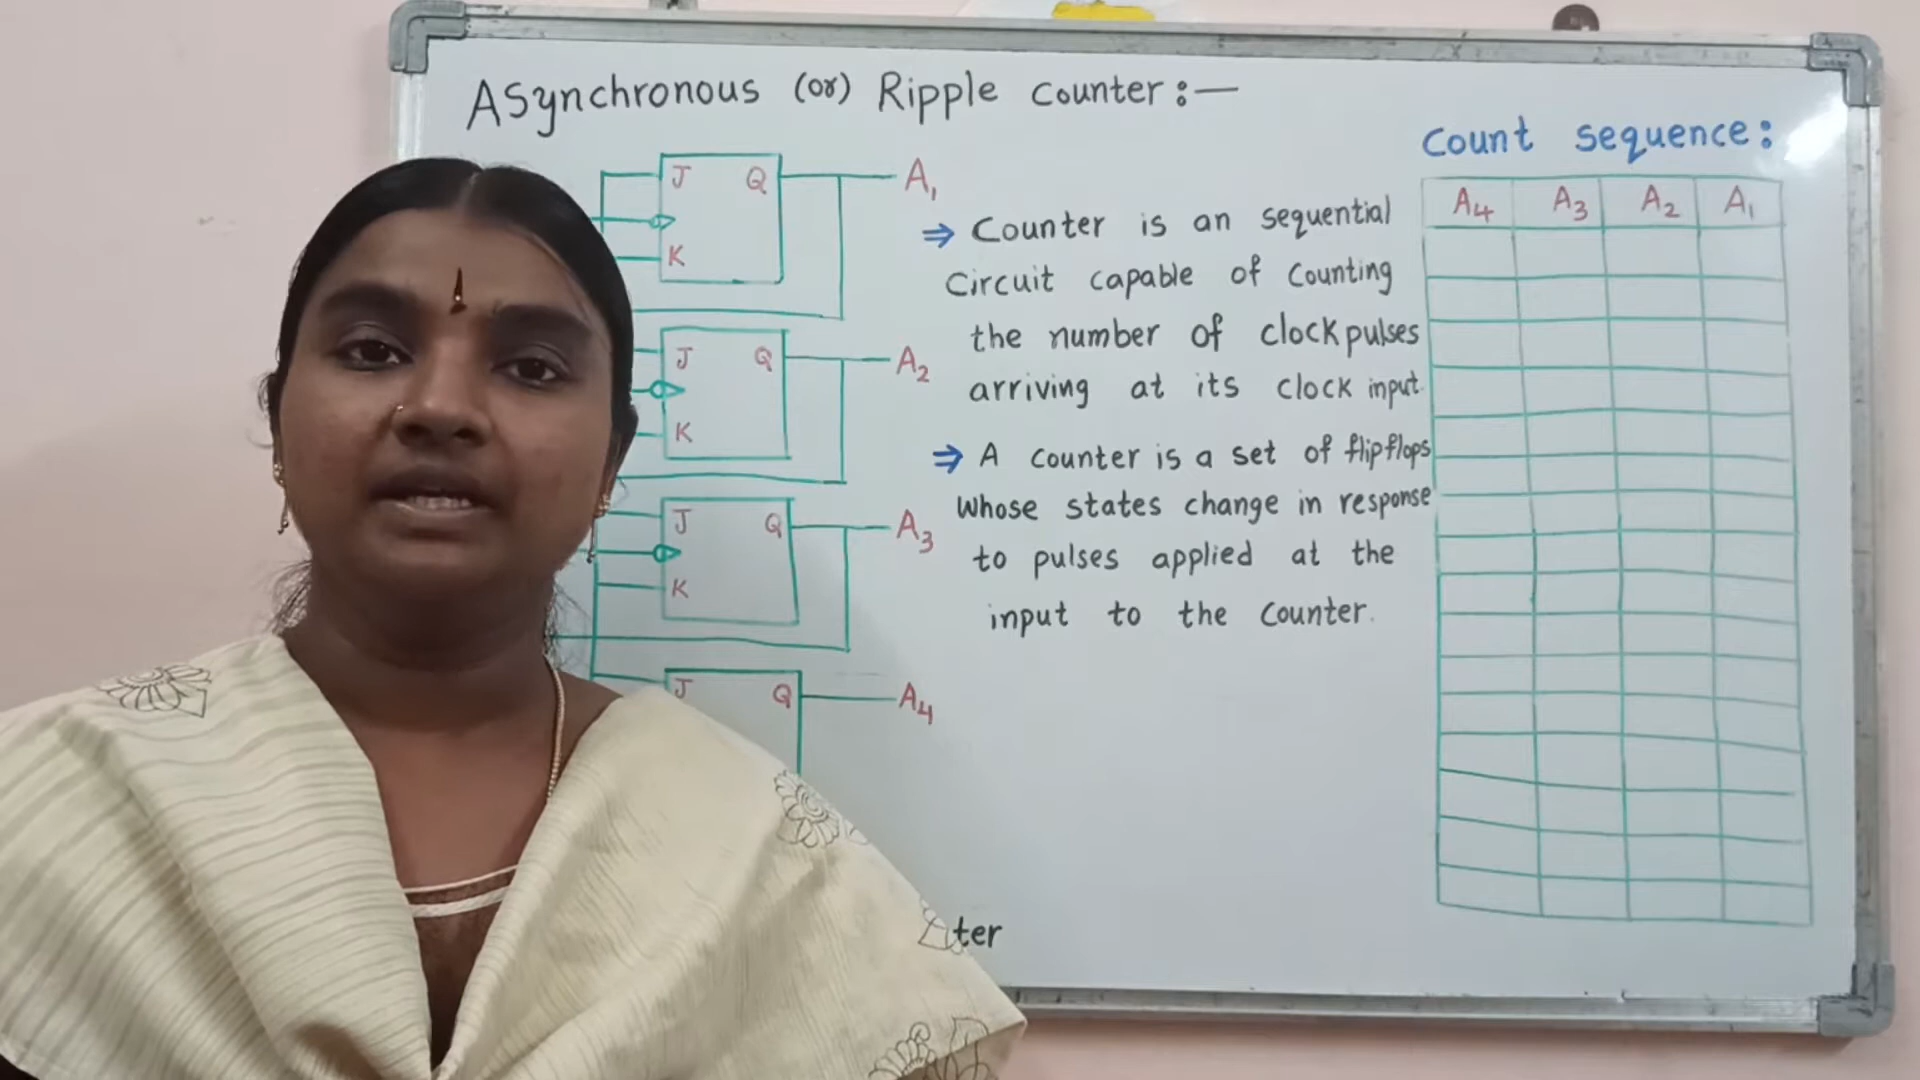 Asynchronous (or) Ripple Counter :—
J Q A1
K
J Q A2
K
J Q A3
K
J Q A4
⇒ Counter is an sequential
Circuit capable of Counting
the number of clock pulses
arriving at its clock input.
⇒ A counter is a set of flipflops
Whose states change in response
to pulses applied at the
input to the Counter.
ter
Count sequence:
A4 A3 A2 A1